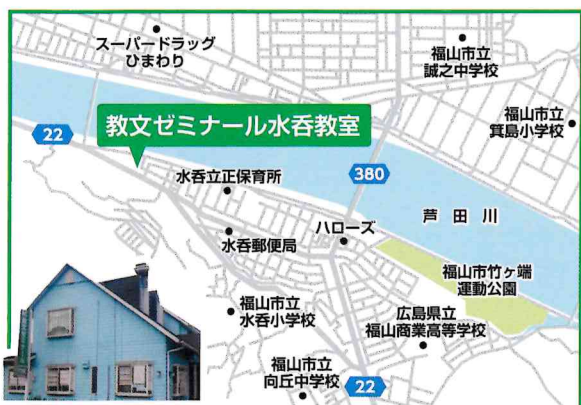 スーパードラッグ
ひまわり
福山市立
誠之中学校
福山市立
箕島小学校
22
教文ゼミナール水呑教室
水呑立正保育所
380
芦田川
水呑郵便局
ハローズ
福山市竹ヶ端
運動公園
福山市立
水呑小学校
広島県立
福山商業高等学校
福山市立
向丘中学校
22